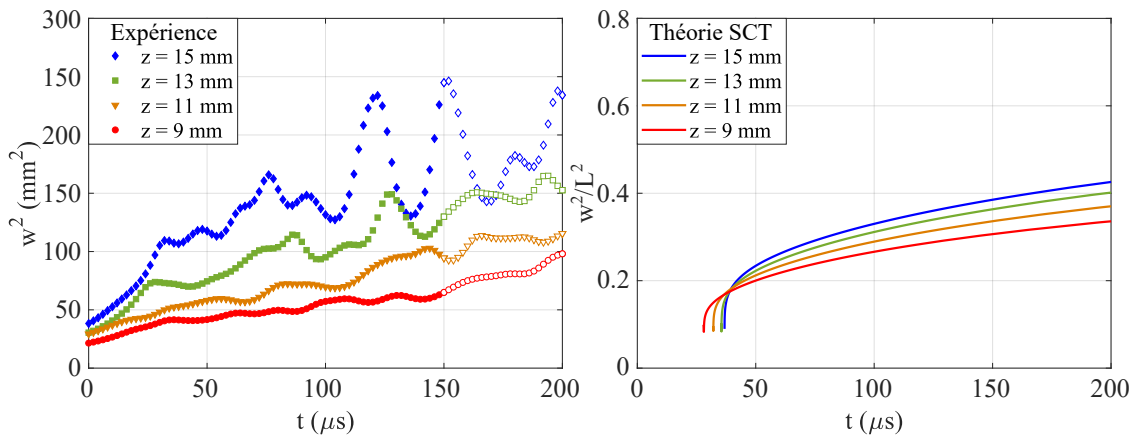 Expérience
z = 15 mm
z = 13 mm
z = 11 mm
z = 9 mm
300
150
200
150
100
50
0
w² (mm²)
0 50 100 150 200
t (μs)
Théorie SCT
z = 15 mm
z = 13 mm
z = 11 mm
z = 9 mm
0.8
0.6
0.4
0.2
0
w²/L²
0 50 100 150 200
t (μs)